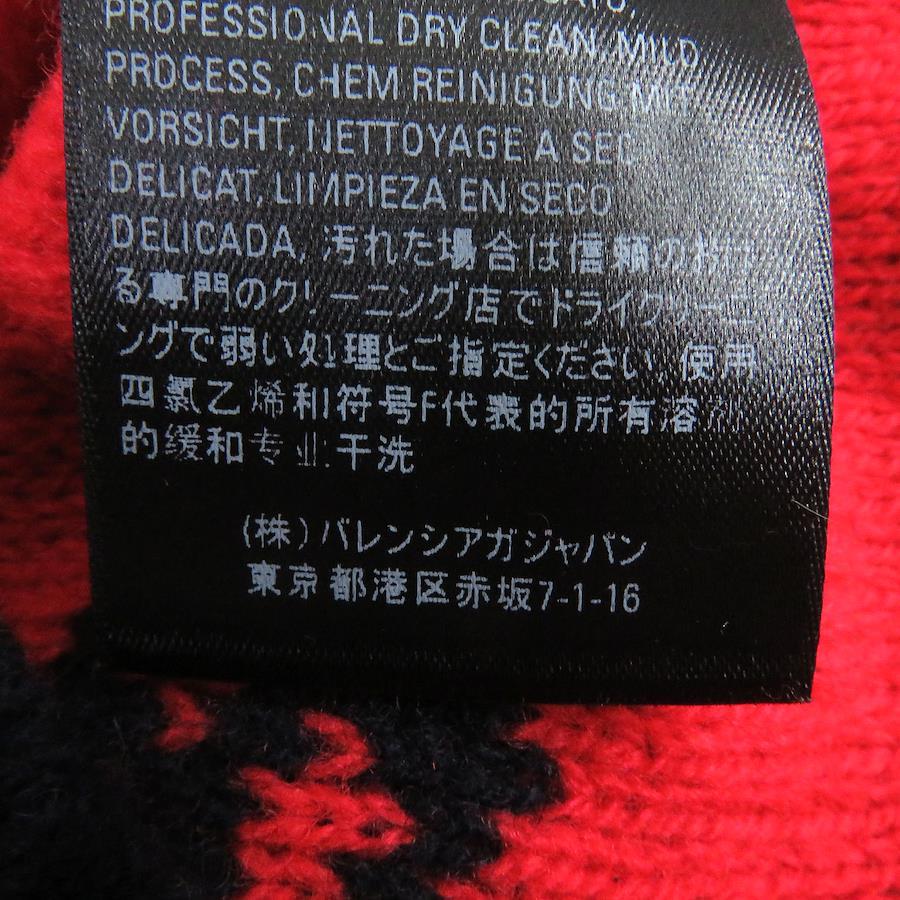 PROFESSIONAL DRY CLEAN, MILD
PROCESS, CHEM REINIGUNG MIT
VORSICHT, NETTOYAGE A SEC
DELICAT, LIMPIEZA EN SECO
DELICADA, 汚れた場合は信頼のおけ
る専門のクリーニング店でドライクリーニ
ングで弱い処理とご指定ください, 使用
四氯乙烯和符号F代表的所有溶剂
的缓和专业干洗
(株)バレンシアガジャパン
東京都港区赤坂7-1-16